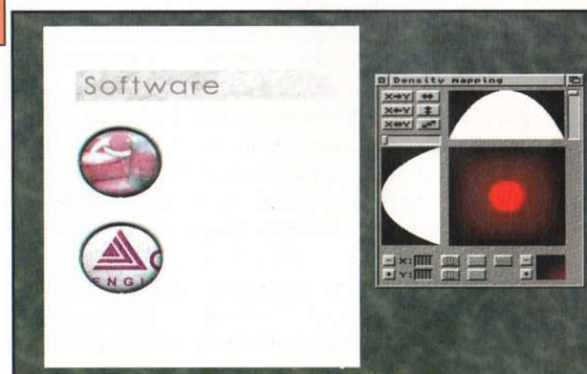 Software
ENGI
Density mapping
X→Y
X←Y
X↔Y
X:
Y: